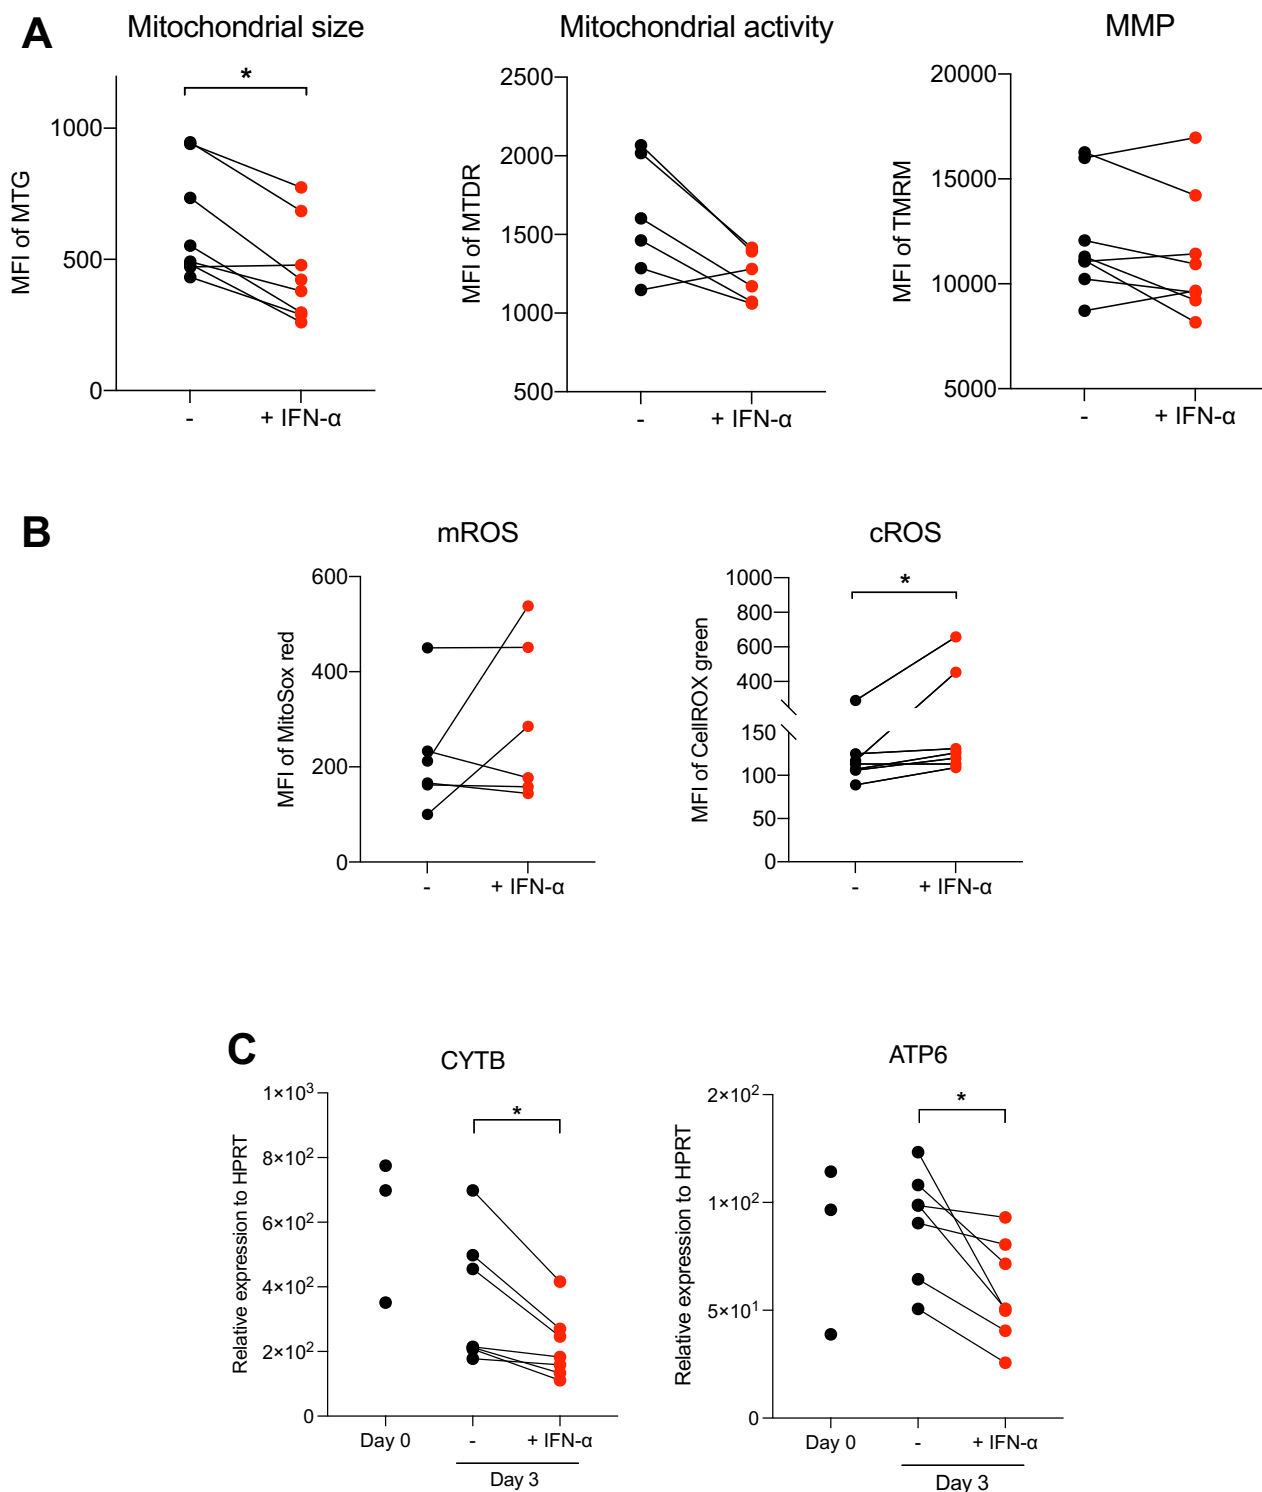 A
Mitochondrial size
Mitochondrial activity
MMP
*
MFI of MTG
1000
500
0
-
+ IFN-α
MFI of MTDR
2500
2000
1500
1000
500
-
+ IFN-α
MFI of TMRM
20000
15000
10000
5000
-
+ IFN-α
B
mROS
cROS
MFI of MitoSox red
600
400
200
0
-
+ IFN-α
*
MFI of CellROX green
1000
800
600
400
150
100
50
0
-
+ IFN-α
C
CYTB
ATP6
*
Relative expression to HPRT
1×10³
8×10²
6×10²
4×10²
2×10²
0
Day 0
-
+ IFN-α
Day 3
*
Relative expression to HPRT
2×10²
1×10²
5×10¹
0
Day 0
-
+ IFN-α
Day 3